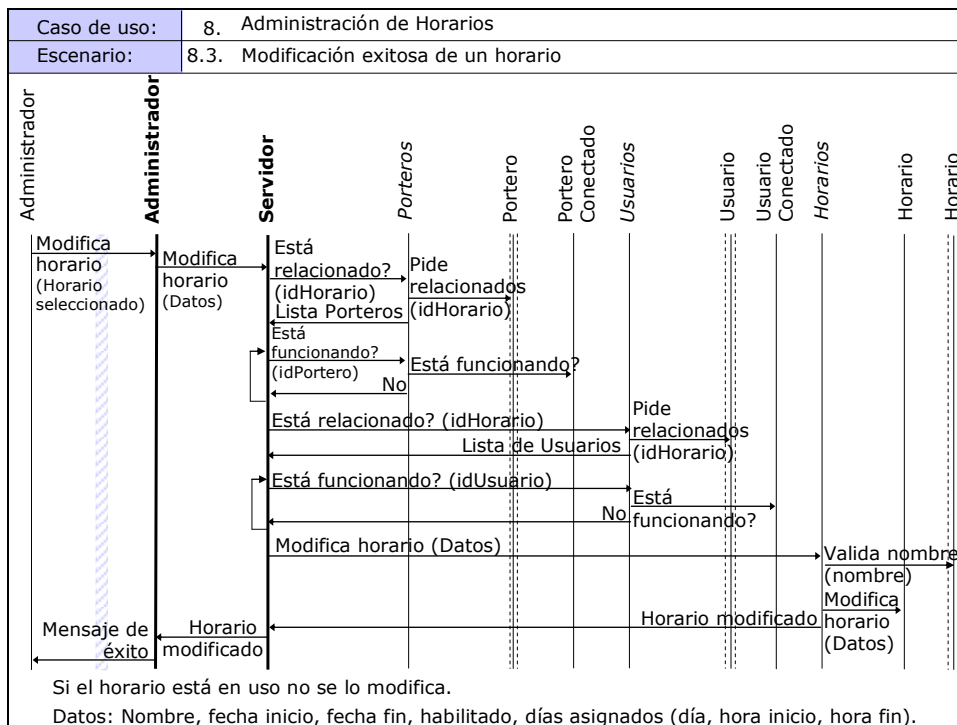 Caso de uso: 8. Administración de Horarios
Escenario: 8.3. Modificación exitosa de un horario
Administrador
Administrador
Servidor
Porteros
Portero
Portero
Conectado
Usuarios
Usuario
Usuario
Conectado
Horarios
Horario
Horario
Modifica
horario
(Horario
seleccionado)
Modifica
horario
(Datos)
Está
relacionado?
(idHorario)
Pide
relacionados
(idHorario)
Lista Porteros
Está
funcionando?
(idPortero)
Está funcionando?
No
Está relacionado? (idHorario)
Pide
relacionados
(idHorario)
Lista de Usuarios
Está funcionando? (idUsuario)
Está
funcionando?
No
Modifica horario (Datos)
Valida nombre
(nombre)
Modifica
horario
(Datos)
Horario modificado
Horario
modificado
Mensaje de
éxito
Si el horario está en uso no se lo modifica.
Datos: Nombre, fecha inicio, fecha fin, habilitado, días asignados (día, hora inicio, hora fin).